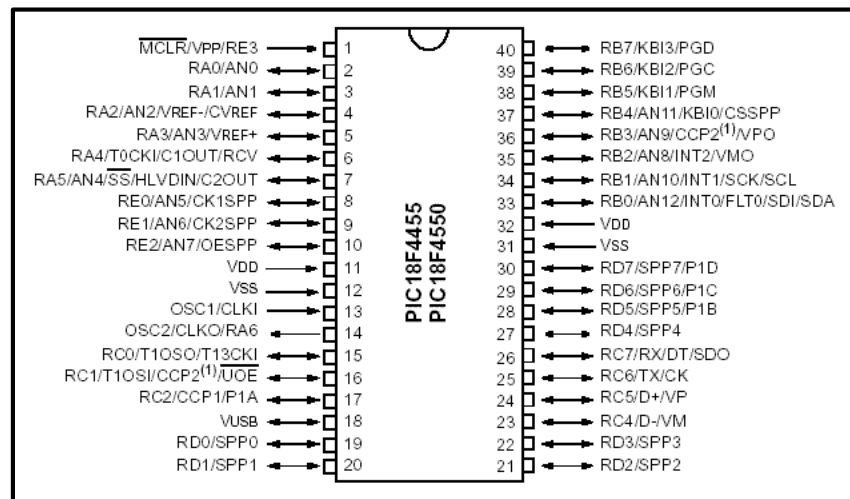 MCLR/VPP/RE3 1 40 RB7/KBI3/PGD
RA0/AN0 2 39 RB6/KBI2/PGC
RA1/AN1 3 38 RB5/KBI1/PGM
RA2/AN2/VREF-/CVREF 4 37 RB4/AN11/KBI0/CSSPP
RA3/AN3/VREF+ 5 36 RB3/AN9/CCP2(1)/VPO
RA4/T0CKI/C1OUT/RCV 6 35 RB2/AN8/INT2/VMO
RA5/AN4/SS/HLVDIN/C2OUT 7 34 RB1/AN10/INT1/SCK/SCL
RE0/AN5/CK1SPP 8 33 RB0/AN12/INT0/FLT0/SDI/SDA
RE1/AN6/CK2SPP 9 32 VDD
RE2/AN7/OESPP 10 31 VSS
VDD 11 30 RD7/SPP7/P1D
VSS 12 29 RD6/SPP6/P1C
OSC1/CLKI 13 28 RD5/SPP5/P1B
OSC2/CLKO/RA6 14 27 RD4/SPP4
RC0/T1OSO/T13CKI 15 26 RC7/RX/DT/SDO
RC1/T1OSI/CCP2(1)/UOE 16 25 RC6/TX/CK
RC2/CCP1/P1A 17 24 RC5/D+/VP
VUSB 18 23 RC4/D-/VM
RD0/SPP0 19 22 RD3/SPP3
RD1/SPP1 20 21 RD2/SPP2
PIC18F4455
PIC18F4550